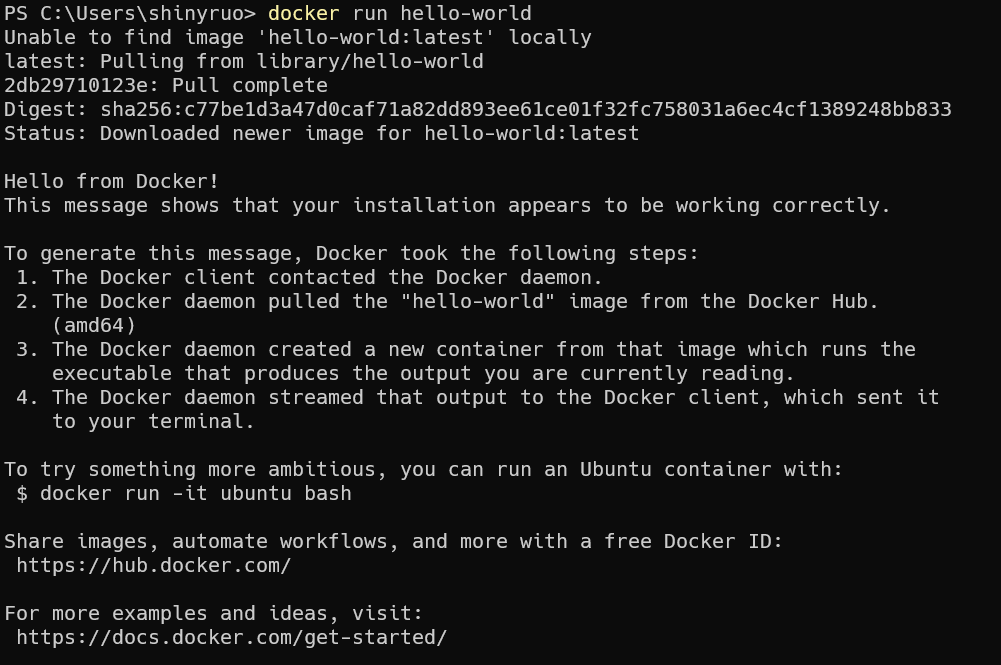 PS C:\Users\shinyruo> docker run hello-world
Unable to find image 'hello-world:latest' locally
latest: Pulling from library/hello-world
2db29710123e: Pull complete
Digest: sha256:c77be1d3a47d0caf71a82dd893ee61ce01f32fc758031a6ec4cf1389248bb833
Status: Downloaded newer image for hello-world:latest

Hello from Docker!
This message shows that your installation appears to be working correctly.

To generate this message, Docker took the following steps:
 1. The Docker client contacted the Docker daemon.
 2. The Docker daemon pulled the "hello-world" image from the Docker Hub.
    (amd64)
 3. The Docker daemon created a new container from that image which runs the
    executable that produces the output you are currently reading.
 4. The Docker daemon streamed that output to the Docker client, which sent it
    to your terminal.

To try something more ambitious, you can run an Ubuntu container with:
 $ docker run -it ubuntu bash

Share images, automate workflows, and more with a free Docker ID:
 https://hub.docker.com/

For more examples and ideas, visit:
 https://docs.docker.com/get-started/